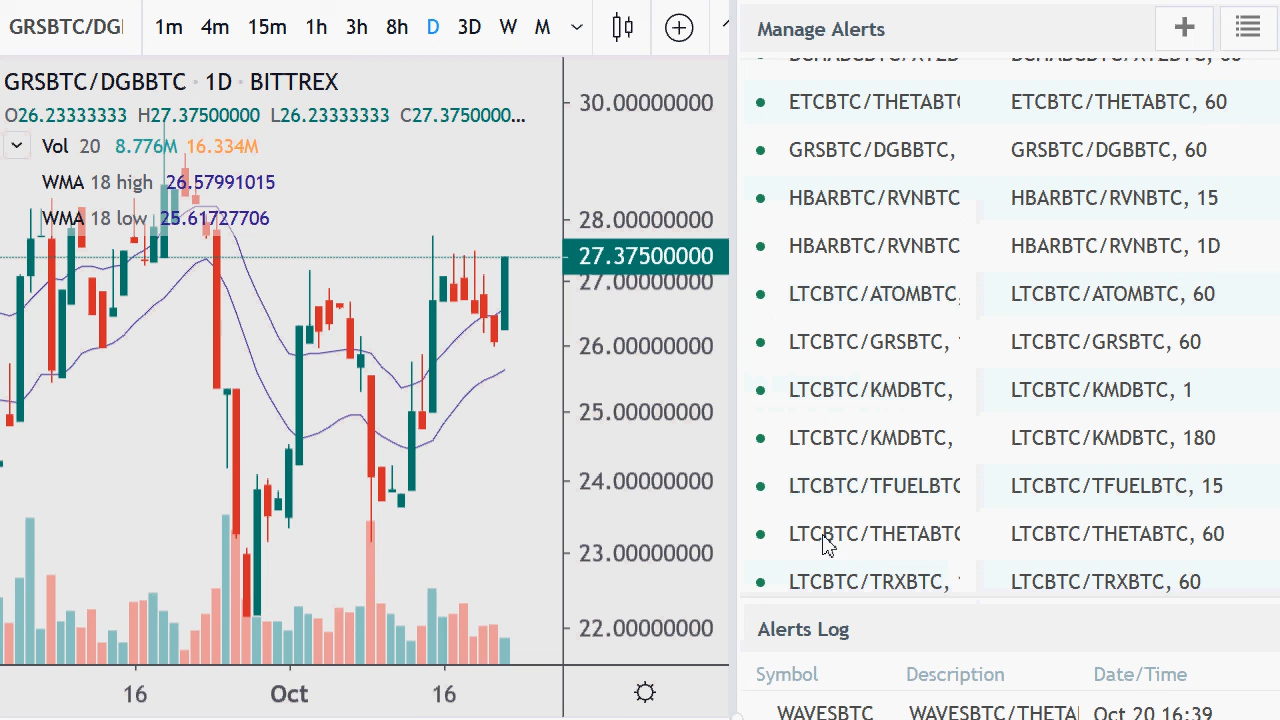 GRSBTC/DGI 1m 4m 15m 1h 3h 8h D 3D W M
GRSBTC/DGBBTC · 1D · BITTREX
O26.23333333 H27.37500000 L26.23333333 C27.3750000...
Vol 20 8.776M 16.334M
WMA 18 high 26.57991015
WMA 18 low 25.61727706
30.00000000
28.00000000
27.37500000
27.00000000
26.00000000
25.00000000
24.00000000
23.00000000
22.00000000
16 Oct 16
Manage Alerts
ETCBTC/THETABTC ETCBTC/THETABTC, 60
GRSBTC/DGBBTC, GRSBTC/DGBBTC, 60
HBARBTC/RVNBTC HBARBTC/RVNBTC, 15
HBARBTC/RVNBTC HBARBTC/RVNBTC, 1D
LTCBTC/ATOMBTC, LTCBTC/ATOMBTC, 60
LTCBTC/GRSBTC, LTCBTC/GRSBTC, 60
LTCBTC/KMDBTC, LTCBTC/KMDBTC, 1
LTCBTC/KMDBTC, LTCBTC/KMDBTC, 180
LTCBTC/TFUELBTC LTCBTC/TFUELBTC, 15
LTCBTC/THETABTC LTCBTC/THETABTC, 60
LTCBTC/TRXBTC, LTCBTC/TRXBTC, 60
Alerts Log
Symbol Description Date/Time
WAVESBTC WAVESBTC/THETAI Oct 20 16:39